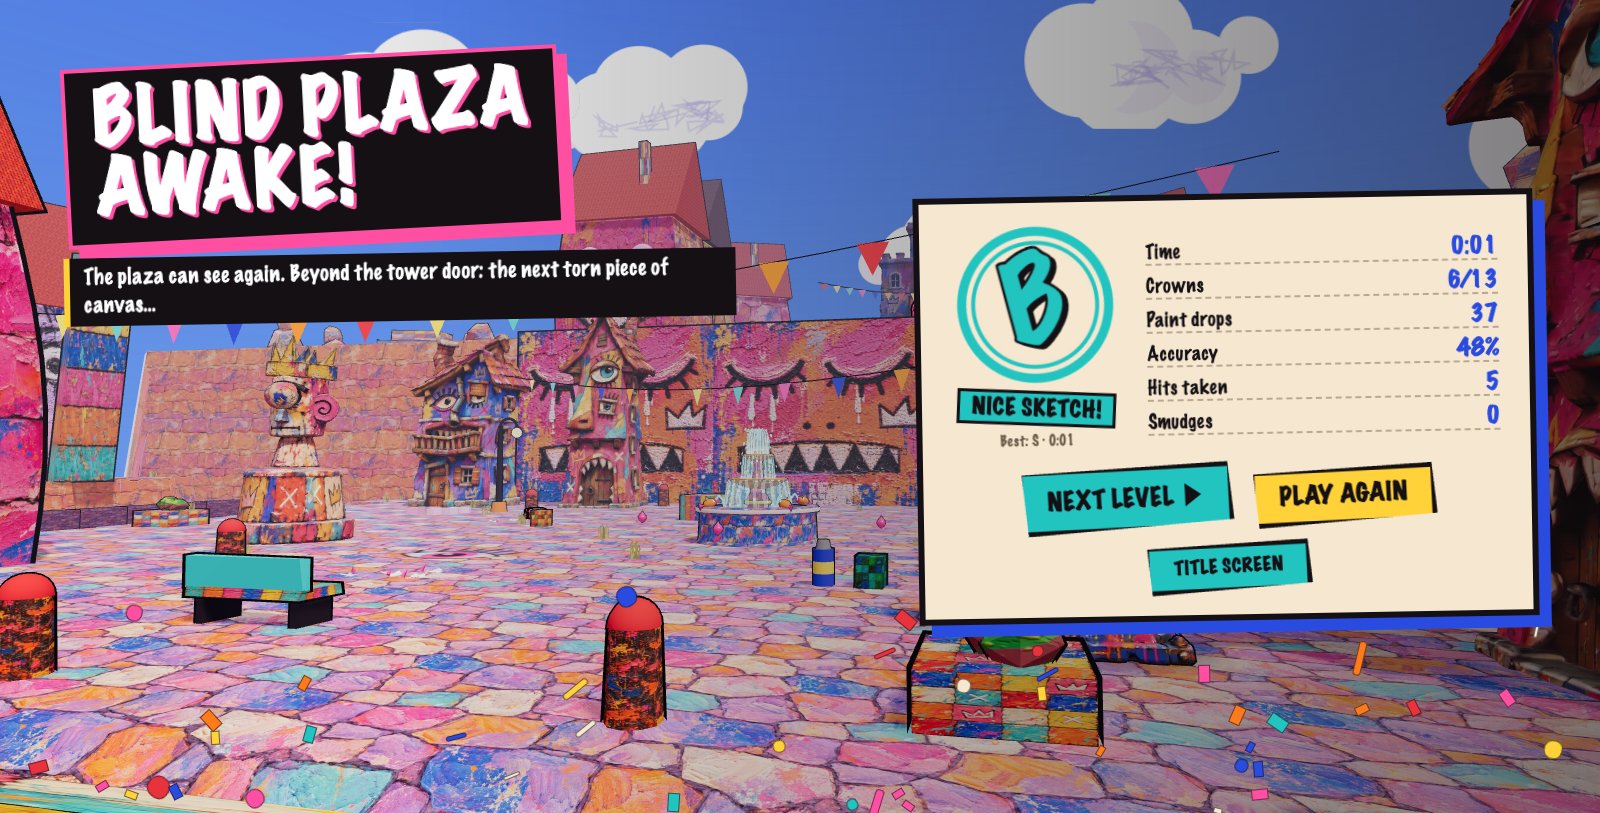 BLIND PLAZA
AWAKE!
The plaza can see again. Beyond the tower door: the next torn piece of
canvas...
B
NICE SKETCH!
Best: S · 0:01
Time 0:01
Crowns 6/13
Paint drops 37
Accuracy 48%
Hits taken 5
Smudges 0
NEXT LEVEL ▶
PLAY AGAIN
TITLE SCREEN